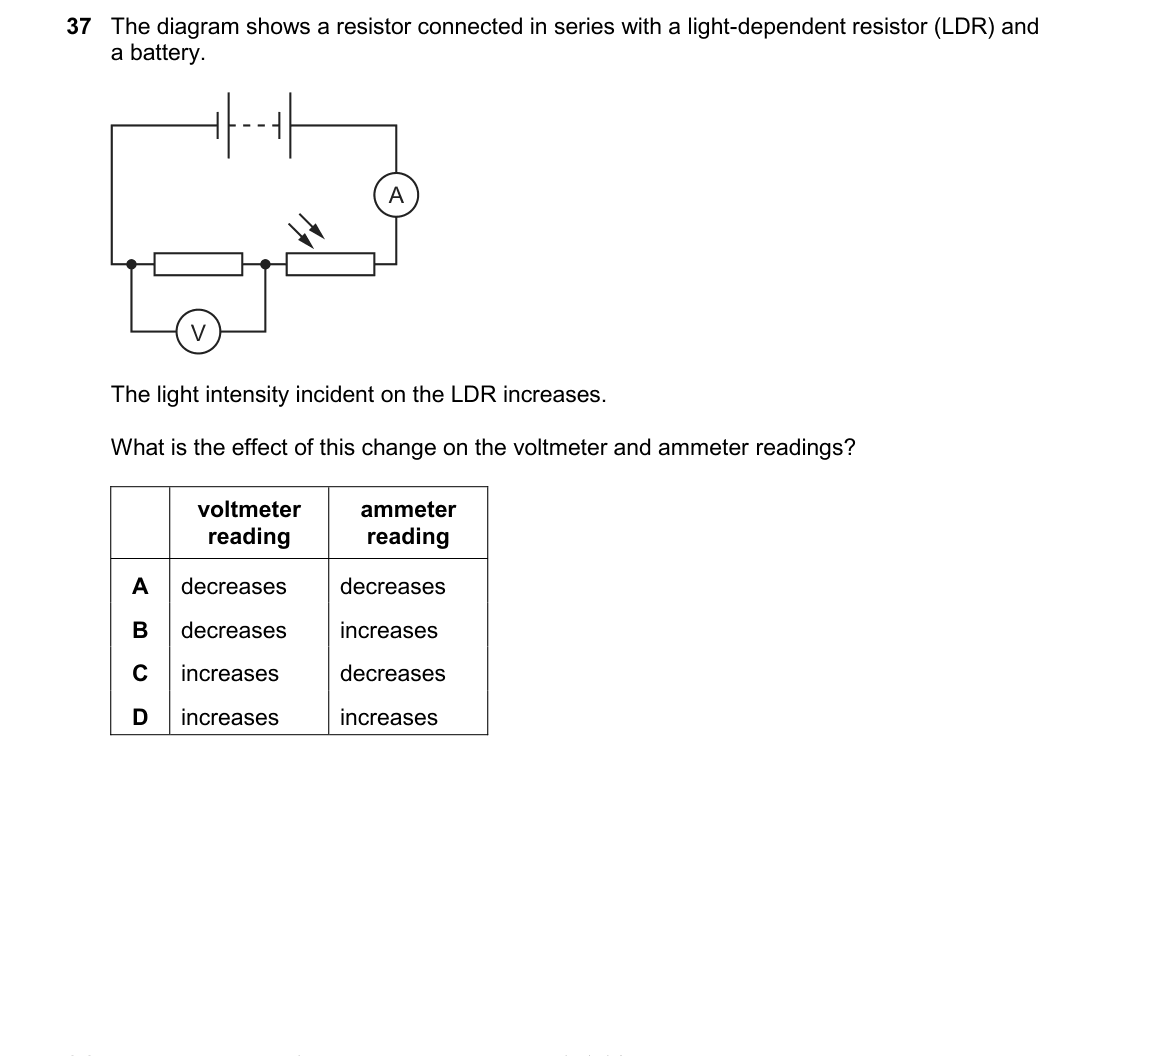 37 The diagram shows a resistor connected in series with a light-dependent resistor (LDR) and
a battery.
A
V
The light intensity incident on the LDR increases.
What is the effect of this change on the voltmeter and ammeter readings?
voltmeter reading ammeter reading
A decreases decreases
B decreases increases
C increases decreases
D increases increases